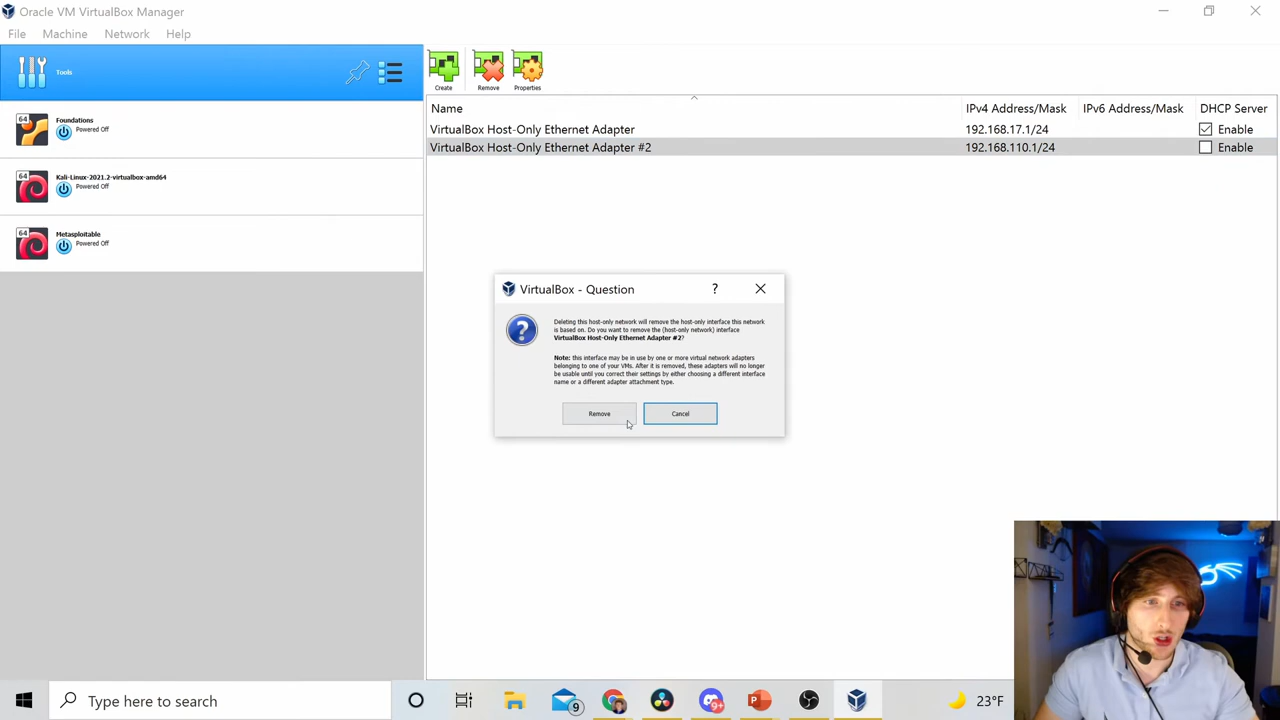 Oracle VM VirtualBox Manager
File Machine Network Help
Tools
Create
Remove
Properties
Name IPv4 Address/Mask IPv6 Address/Mask DHCP Server
VirtualBox Host-Only Ethernet Adapter 192.168.17.1/24 Enable
VirtualBox Host-Only Ethernet Adapter #2 192.168.110.1/24 Enable
64
Foundations
Powered Off
64
Kali-Linux-2021.2-virtualbox-amd64
Powered Off
64
Metasploitable
Powered Off
VirtualBox - Question
?
Deleting this host-only network will remove the host-only interface this network
is based on. Do you want to remove the (host-only network) interface
VirtualBox Host-Only Ethernet Adapter #2?
Note: this interface may be in use by one or more virtual network adapters
belonging to one of your VMs. After it is removed, these adapters will no longer
be usable until you correct their settings by either choosing a different interface
name or a different adapter attachment type.
Remove
Cancel
Type here to search
9
9+
23°F